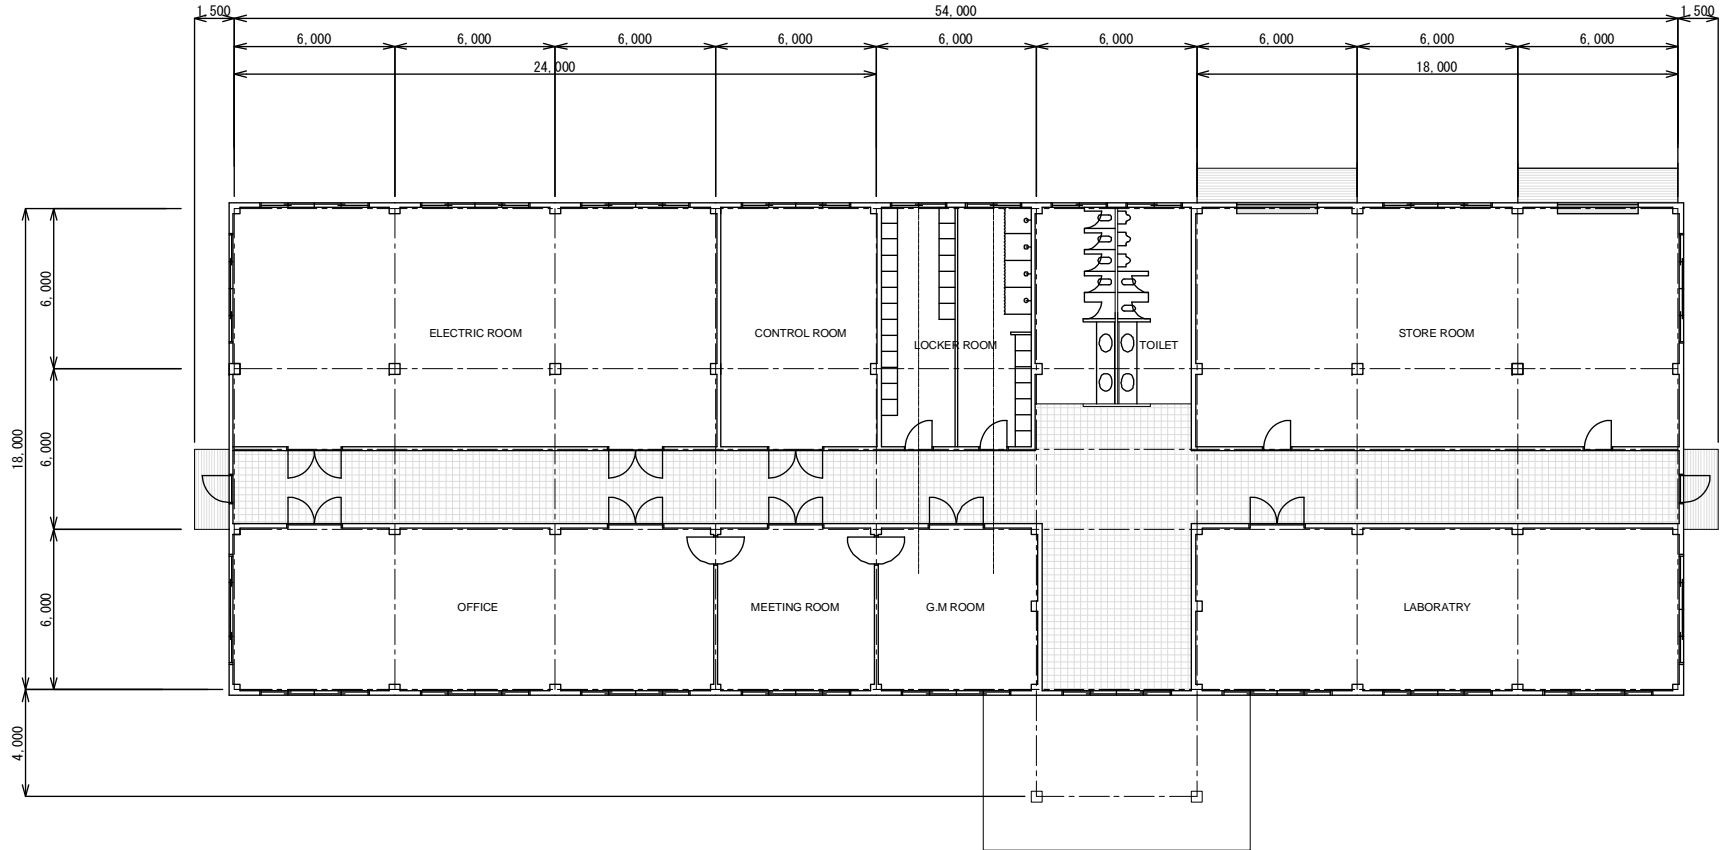 1,500
54,000
1,500
6,000
6,000
6,000
6,000
6,000
6,000
6,000
6,000
6,000
24,000
18,000
6,000
ELECTRIC ROOM
CONTROL ROOM
LOCKER ROOM
TOILET
STORE ROOM
18,000
6,000
6,000
OFFICE
MEETING ROOM
G.M ROOM
LABORATRY
4,000